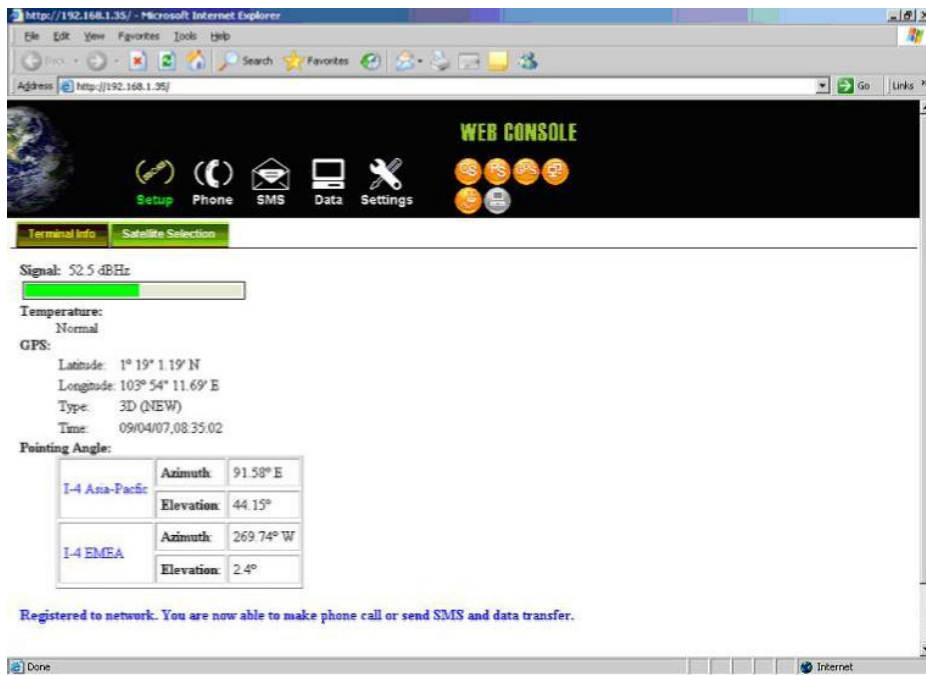 http://192.168.1.35/ - Microsoft Internet Explorer
File Edit View Favorites Tools Help
Back Search Favorites
Address http://192.168.1.35/ Go Links
WEB CONSOLE
CS PS GPS
Setup Phone SMS Data Settings
Terminal Info Satellite Selection
Signal: 52.5 dBHz
Temperature:
Normal
GPS:
Latitude: 1° 19" 1.19' N
Longitude: 103° 54" 11.69' E
Type: 3D (NEW)
Time: 09/04/07,08:35:02
Pointing Angle:
I-4 Asia-Pacfic
Azimuth: 91.58° E
Elevation: 44.15°
I-4 EMEA
Azimuth: 269.74° W
Elevation: 2.4°
Registered to network. You are now able to make phone call or send SMS and data transfer.
Done Internet